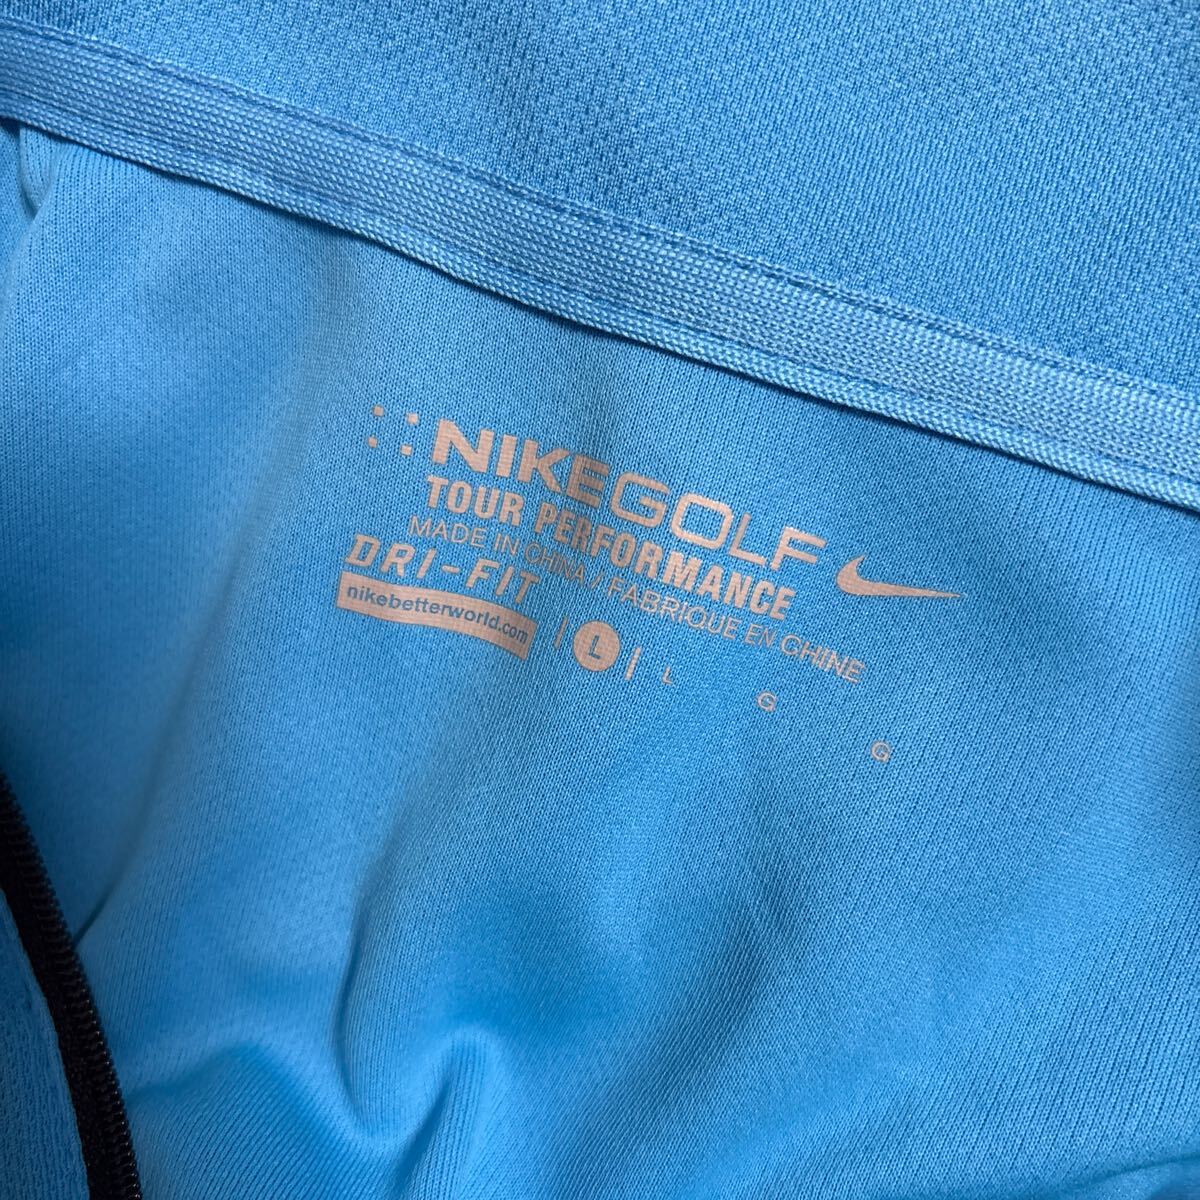 NIKEGOLF
TOUR PERFORMANCE
MADE IN CHINA / FABRIQUE EN CHINE
DRI-FIT
nikebetterworld.com | L | L G G